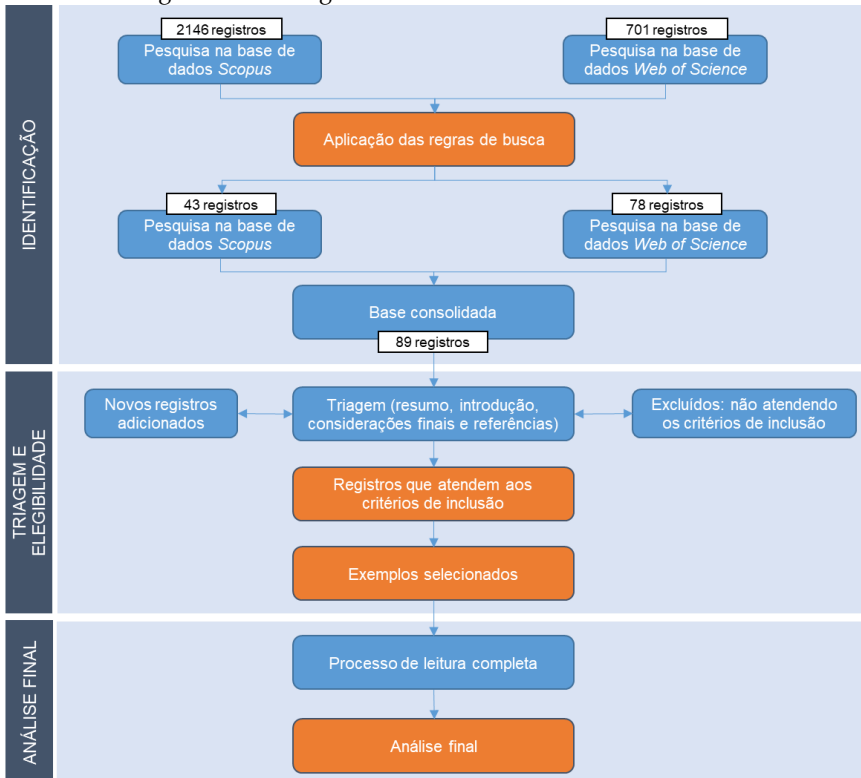 2146 registros
Pesquisa na base de
dados Scopus
701 registros
Pesquisa na base de
dados Web of Science
Aplicação das regras de busca
43 registros
Pesquisa na base de
dados Scopus
78 registros
Pesquisa na base de
dados Web of Science
Base consolidada
89 registros
IDENTIFICAÇÃO
Novos registros
adicionados
Triagem (resumo, introdução,
considerações finais e referências)
Excluídos: não atendendo
os critérios de inclusão
Registros que atendem aos
critérios de inclusão
Exemplos selecionados
TRIAGEM E
ELEGIBILIDADE
Processo de leitura completa
Análise final
ANÁLISE FINAL